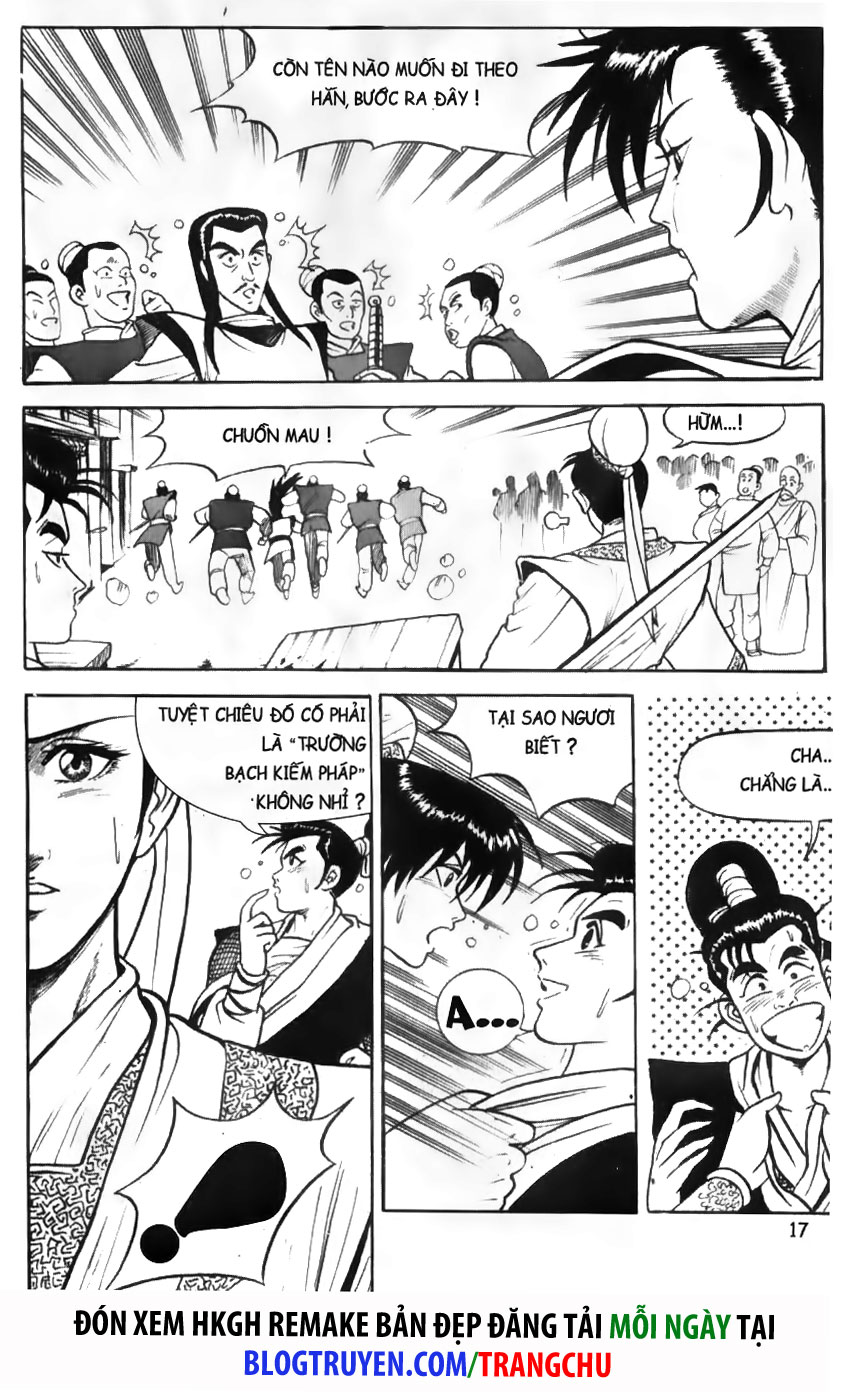 CÒN TÊN NÀO MUỐN ĐI THEO
HẮN, BƯỚC RA ĐÂY !
CHUỒN MAU !
HỪM...!
TUYỆT CHIÊU ĐÓ CÓ PHẢI
LÀ "TRƯỜNG
BẠCH KIẾM PHÁP"
KHÔNG NHỈ ?
TẠI SAO NGƯƠI
BIẾT ?
A...
CHA..
CHẲNG LÀ..
17
ĐÓN XEM HKGH REMAKE BẢN ĐẸP ĐĂNG TẢI MỖI NGÀY TẠI
BLOGTRUYEN.COM/TRANGCHU